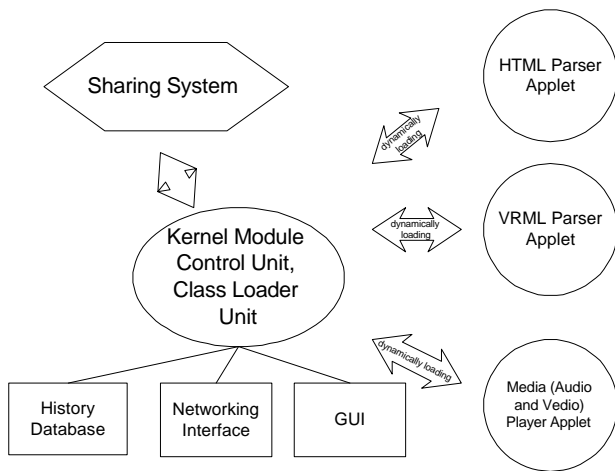 Sharing System
HTML Parser
Applet
dynamically
loading
VRML Parser
Applet
dynamically
loading
Kernel Module
Control Unit,
Class Loader
Unit
dynamically loading
Media (Audio
and Vedio)
Player Applet
History
Database
Networking
Interface
GUI